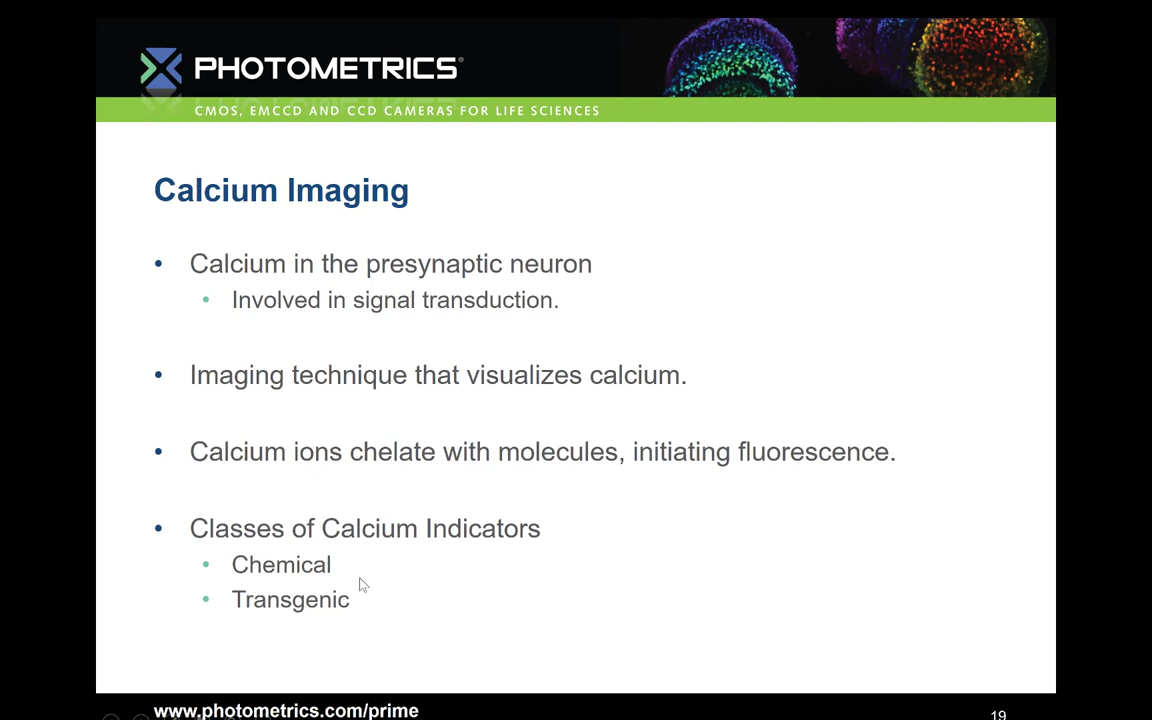 PHOTOMETRICS®
CMOS, EMCCD AND CCD CAMERAS FOR LIFE SCIENCES
Calcium Imaging
• Calcium in the presynaptic neuron
• Involved in signal transduction.
• Imaging technique that visualizes calcium.
• Calcium ions chelate with molecules, initiating fluorescence.
• Classes of Calcium Indicators
• Chemical
• Transgenic
www.photometrics.com/prime
19